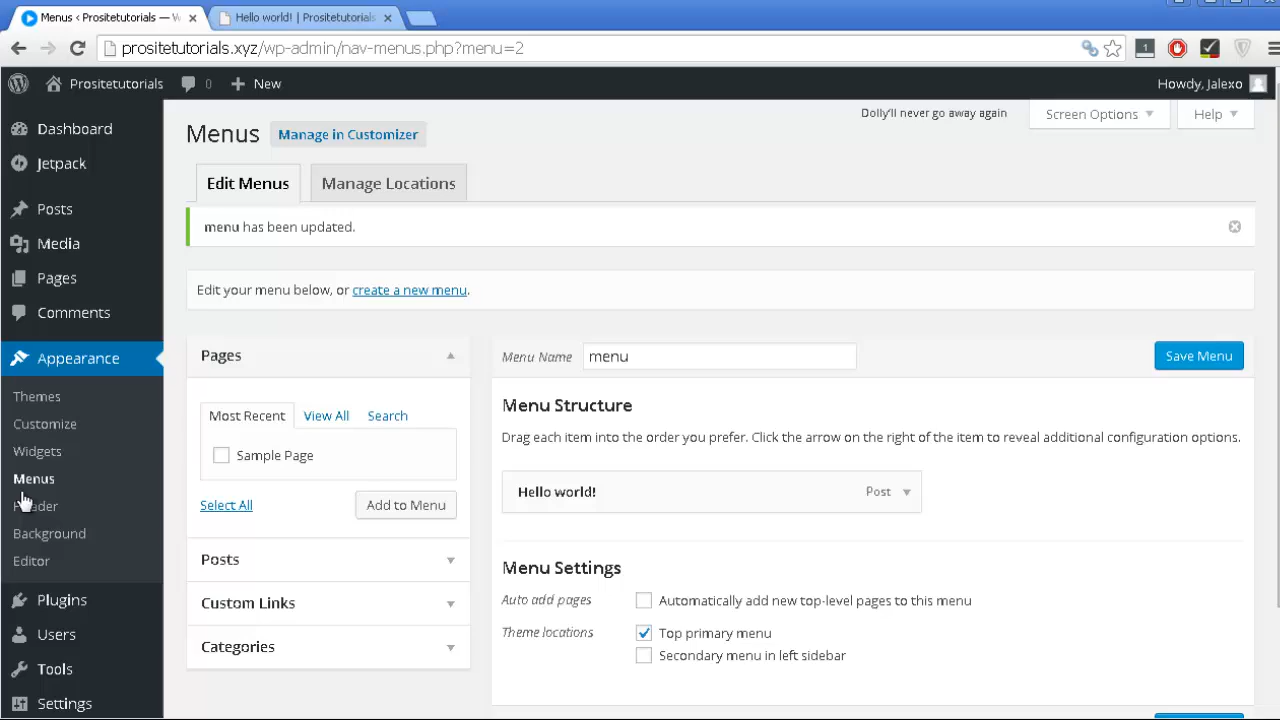 Menus ‹ Prositetutorials — W
Hello world! | Prositetutorials
prositetutorials.xyz/wp-admin/nav-menus.php?menu=2
1
Prositetutorials
0
New
Howdy, Jalexo
Dashboard
Jetpack
Posts
Media
Pages
Comments
Appearance
Themes
Customize
Widgets
Menus
Header
Background
Editor
Plugins
Users
Tools
Settings
Dolly'll never go away again
Screen Options
Help
Menus
Manage in Customizer
Edit Menus
Manage Locations
menu has been updated.
Edit your menu below, or create a new menu.
Pages
Most Recent
View All
Search
Sample Page
Select All
Add to Menu
Posts
Custom Links
Categories
Menu Name
menu
Save Menu
Menu Structure
Drag each item into the order you prefer. Click the arrow on the right of the item to reveal additional configuration options.
Hello world!
Post
Menu Settings
Auto add pages
Automatically add new top-level pages to this menu
Theme locations
Top primary menu
Secondary menu in left sidebar